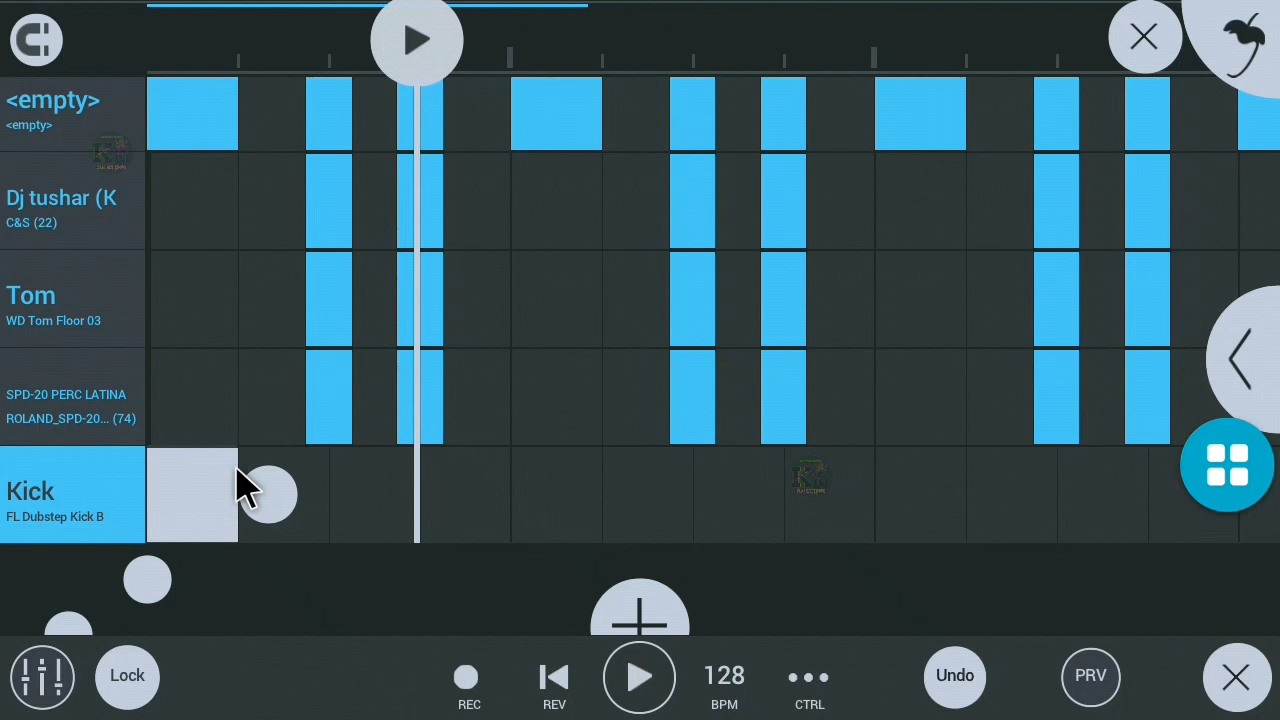 <empty>
<empty>
Dj tushar (K
C&S (22)
Tom
WD Tom Floor 03
SPD-20 PERC LATINA
ROLAND_SPD-20... (74)
Kick
FL Dubstep Kick B
Lock
REC
REV
128
BPM
CTRL
Undo
PRV